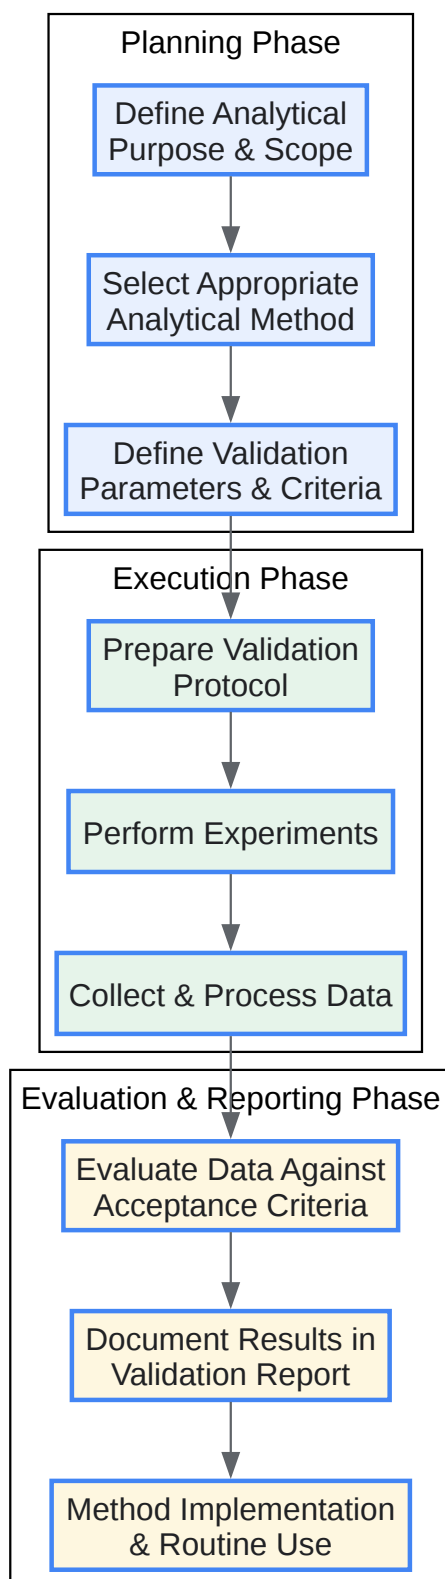 Planning Phase
Define Analytical
Purpose & Scope
Select Appropriate
Analytical Method
Define Validation
Parameters & Criteria
Execution Phase
Prepare Validation
Protocol
Perform Experiments
Collect & Process Data
Evaluation & Reporting Phase
Evaluate Data Against
Acceptance Criteria
Document Results in
Validation Report
Method Implementation
& Routine Use